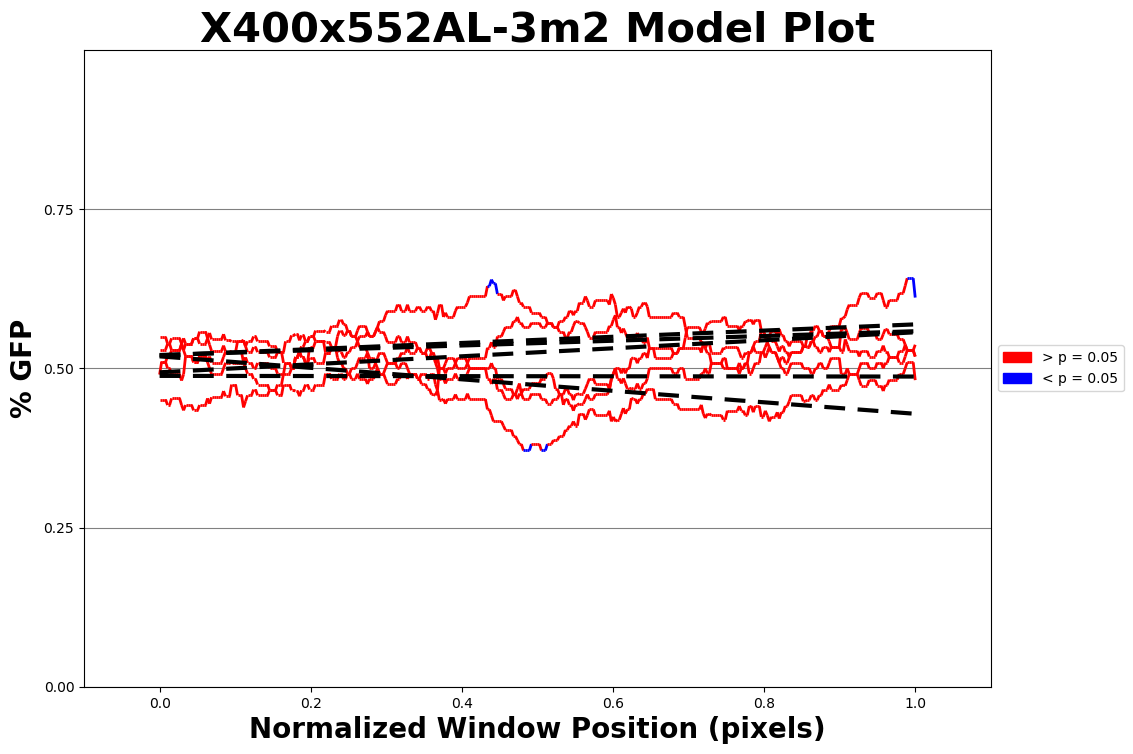 X400x552AL-3m2 Model Plot
% GFP
0.75
0.50
0.25
0.00
0.0 0.2 0.4 0.6 0.8 1.0
Normalized Window Position (pixels)
> p = 0.05
< p = 0.05